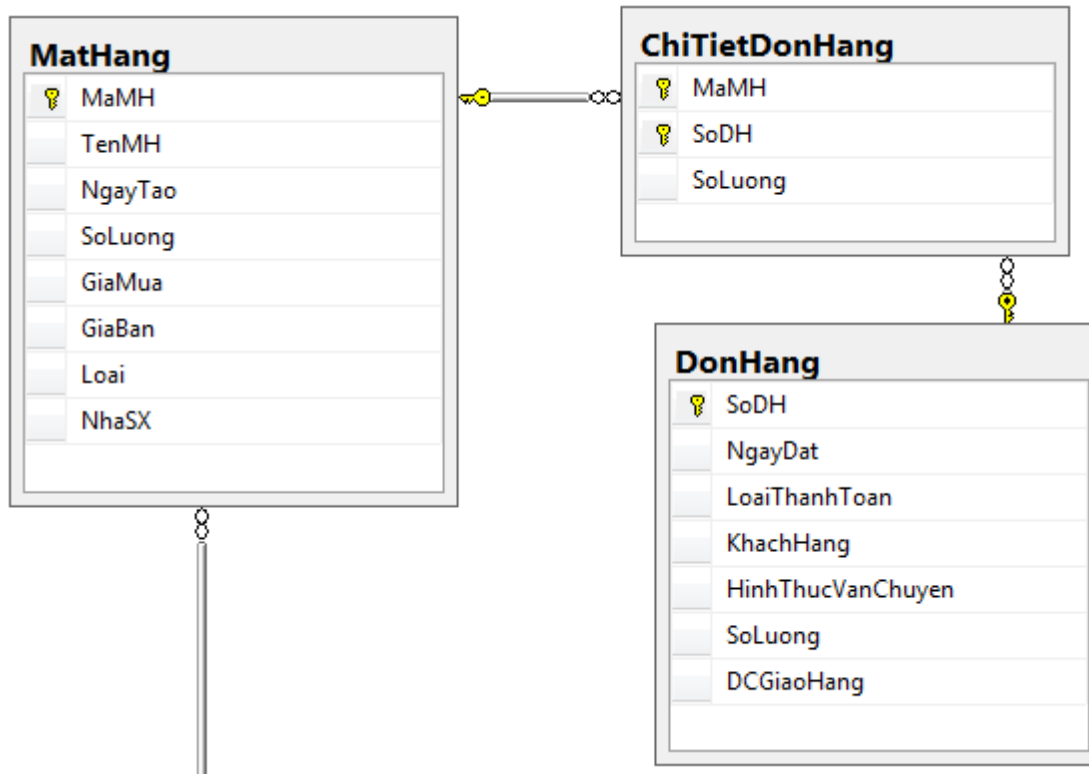 MatHang
MaMH
TenMH
NgayTao
SoLuong
GiaMua
GiaBan
Loai
NhaSX
ChiTietDonHang
MaMH
SoDH
SoLuong
DonHang
SoDH
NgayDat
LoaiThanhToan
KhachHang
HinhThucVanChuyen
SoLuong
DCGiaoHang